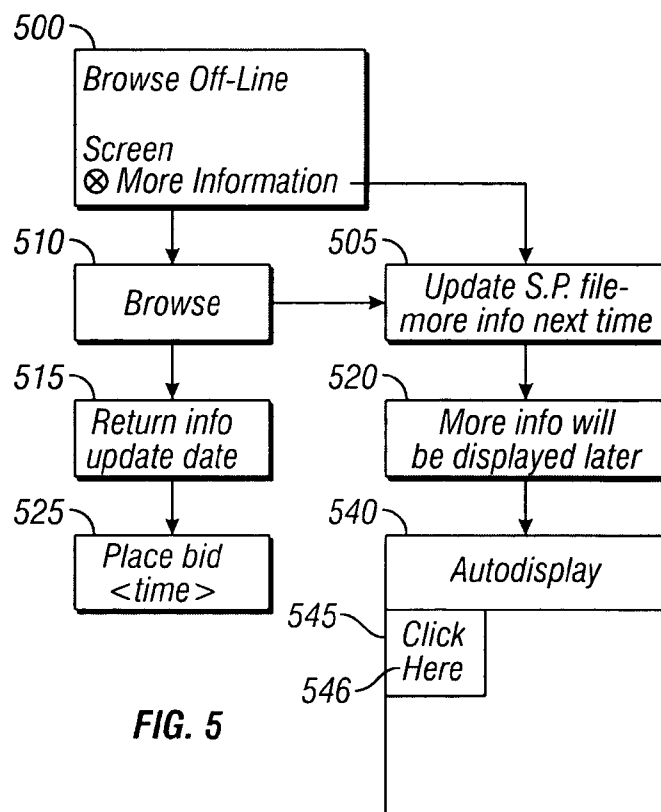 500
Browse Off-Line
Screen
⊗ More Information
510
Browse
505
Update S.P. file-
more info next time
515
Return info
update date
520
More info will
be displayed later
525
Place bid
<time>
540
Autodisplay
545
Click
Here
546
FIG. 5